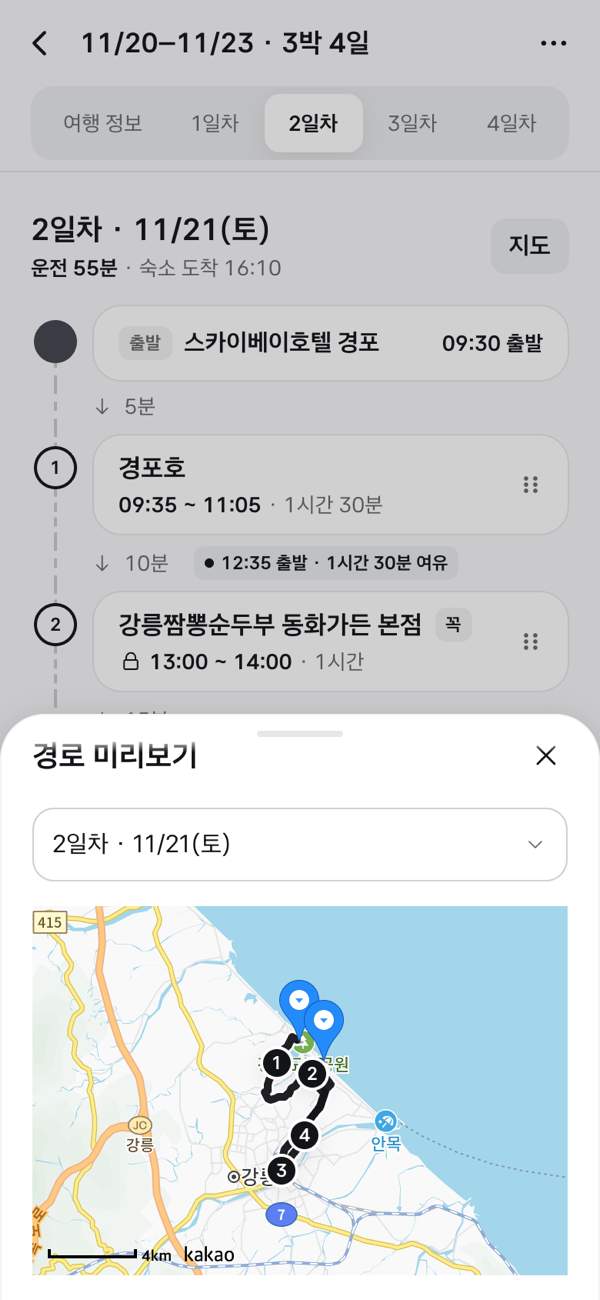 11/20–11/23 · 3박 4일
여행 정보 1일차 2일차 3일차 4일차
2일차 · 11/21(토)
운전 55분 · 숙소 도착 16:10
지도
출발 스카이베이호텔 경포 09:30 출발
↓ 5분
1 경포호
09:35 ~ 11:05 · 1시간 30분
↓ 10분 • 12:35 출발 · 1시간 30분 여유
2 강릉짬뽕순두부 동화가든 본점 꼭
13:00 ~ 14:00 · 1시간
경로 미리보기
2일차 · 11/21(토)
415
1
2
JC
강릉
4
안목
3
강릉
7
4km kakao